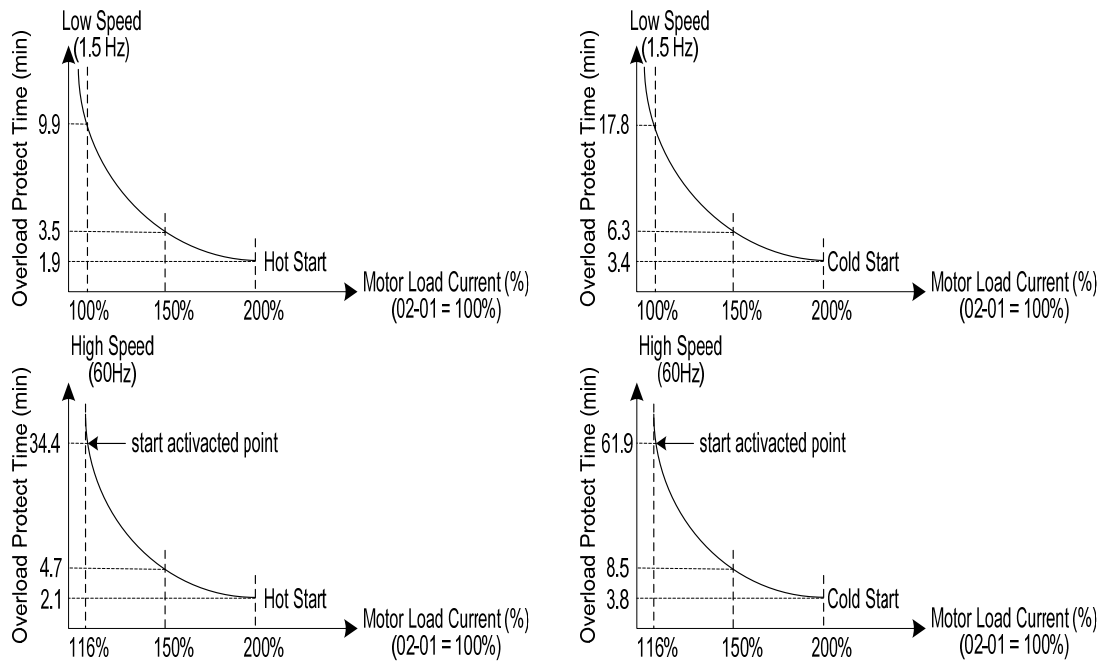 Low Speed
(1.5 Hz)
Overload Protect Time (min)
9.9
3.5
1.9
Hot Start
Motor Load Current (%)
(02-01 = 100%)
100% 150% 200%
Low Speed
(1.5 Hz)
Overload Protect Time (min)
17.8
6.3
3.4
Cold Start
Motor Load Current (%)
(02-01 = 100%)
100% 150% 200%
High Speed
(60Hz)
Overload Protect Time (min)
34.4
start activacted point
4.7
2.1
Hot Start
Motor Load Current (%)
(02-01 = 100%)
116% 150% 200%
High Speed
(60Hz)
Overload Protect Time (min)
61.9
start activacted point
8.5
3.8
Cold Start
Motor Load Current (%)
(02-01 = 100%)
116% 150% 200%